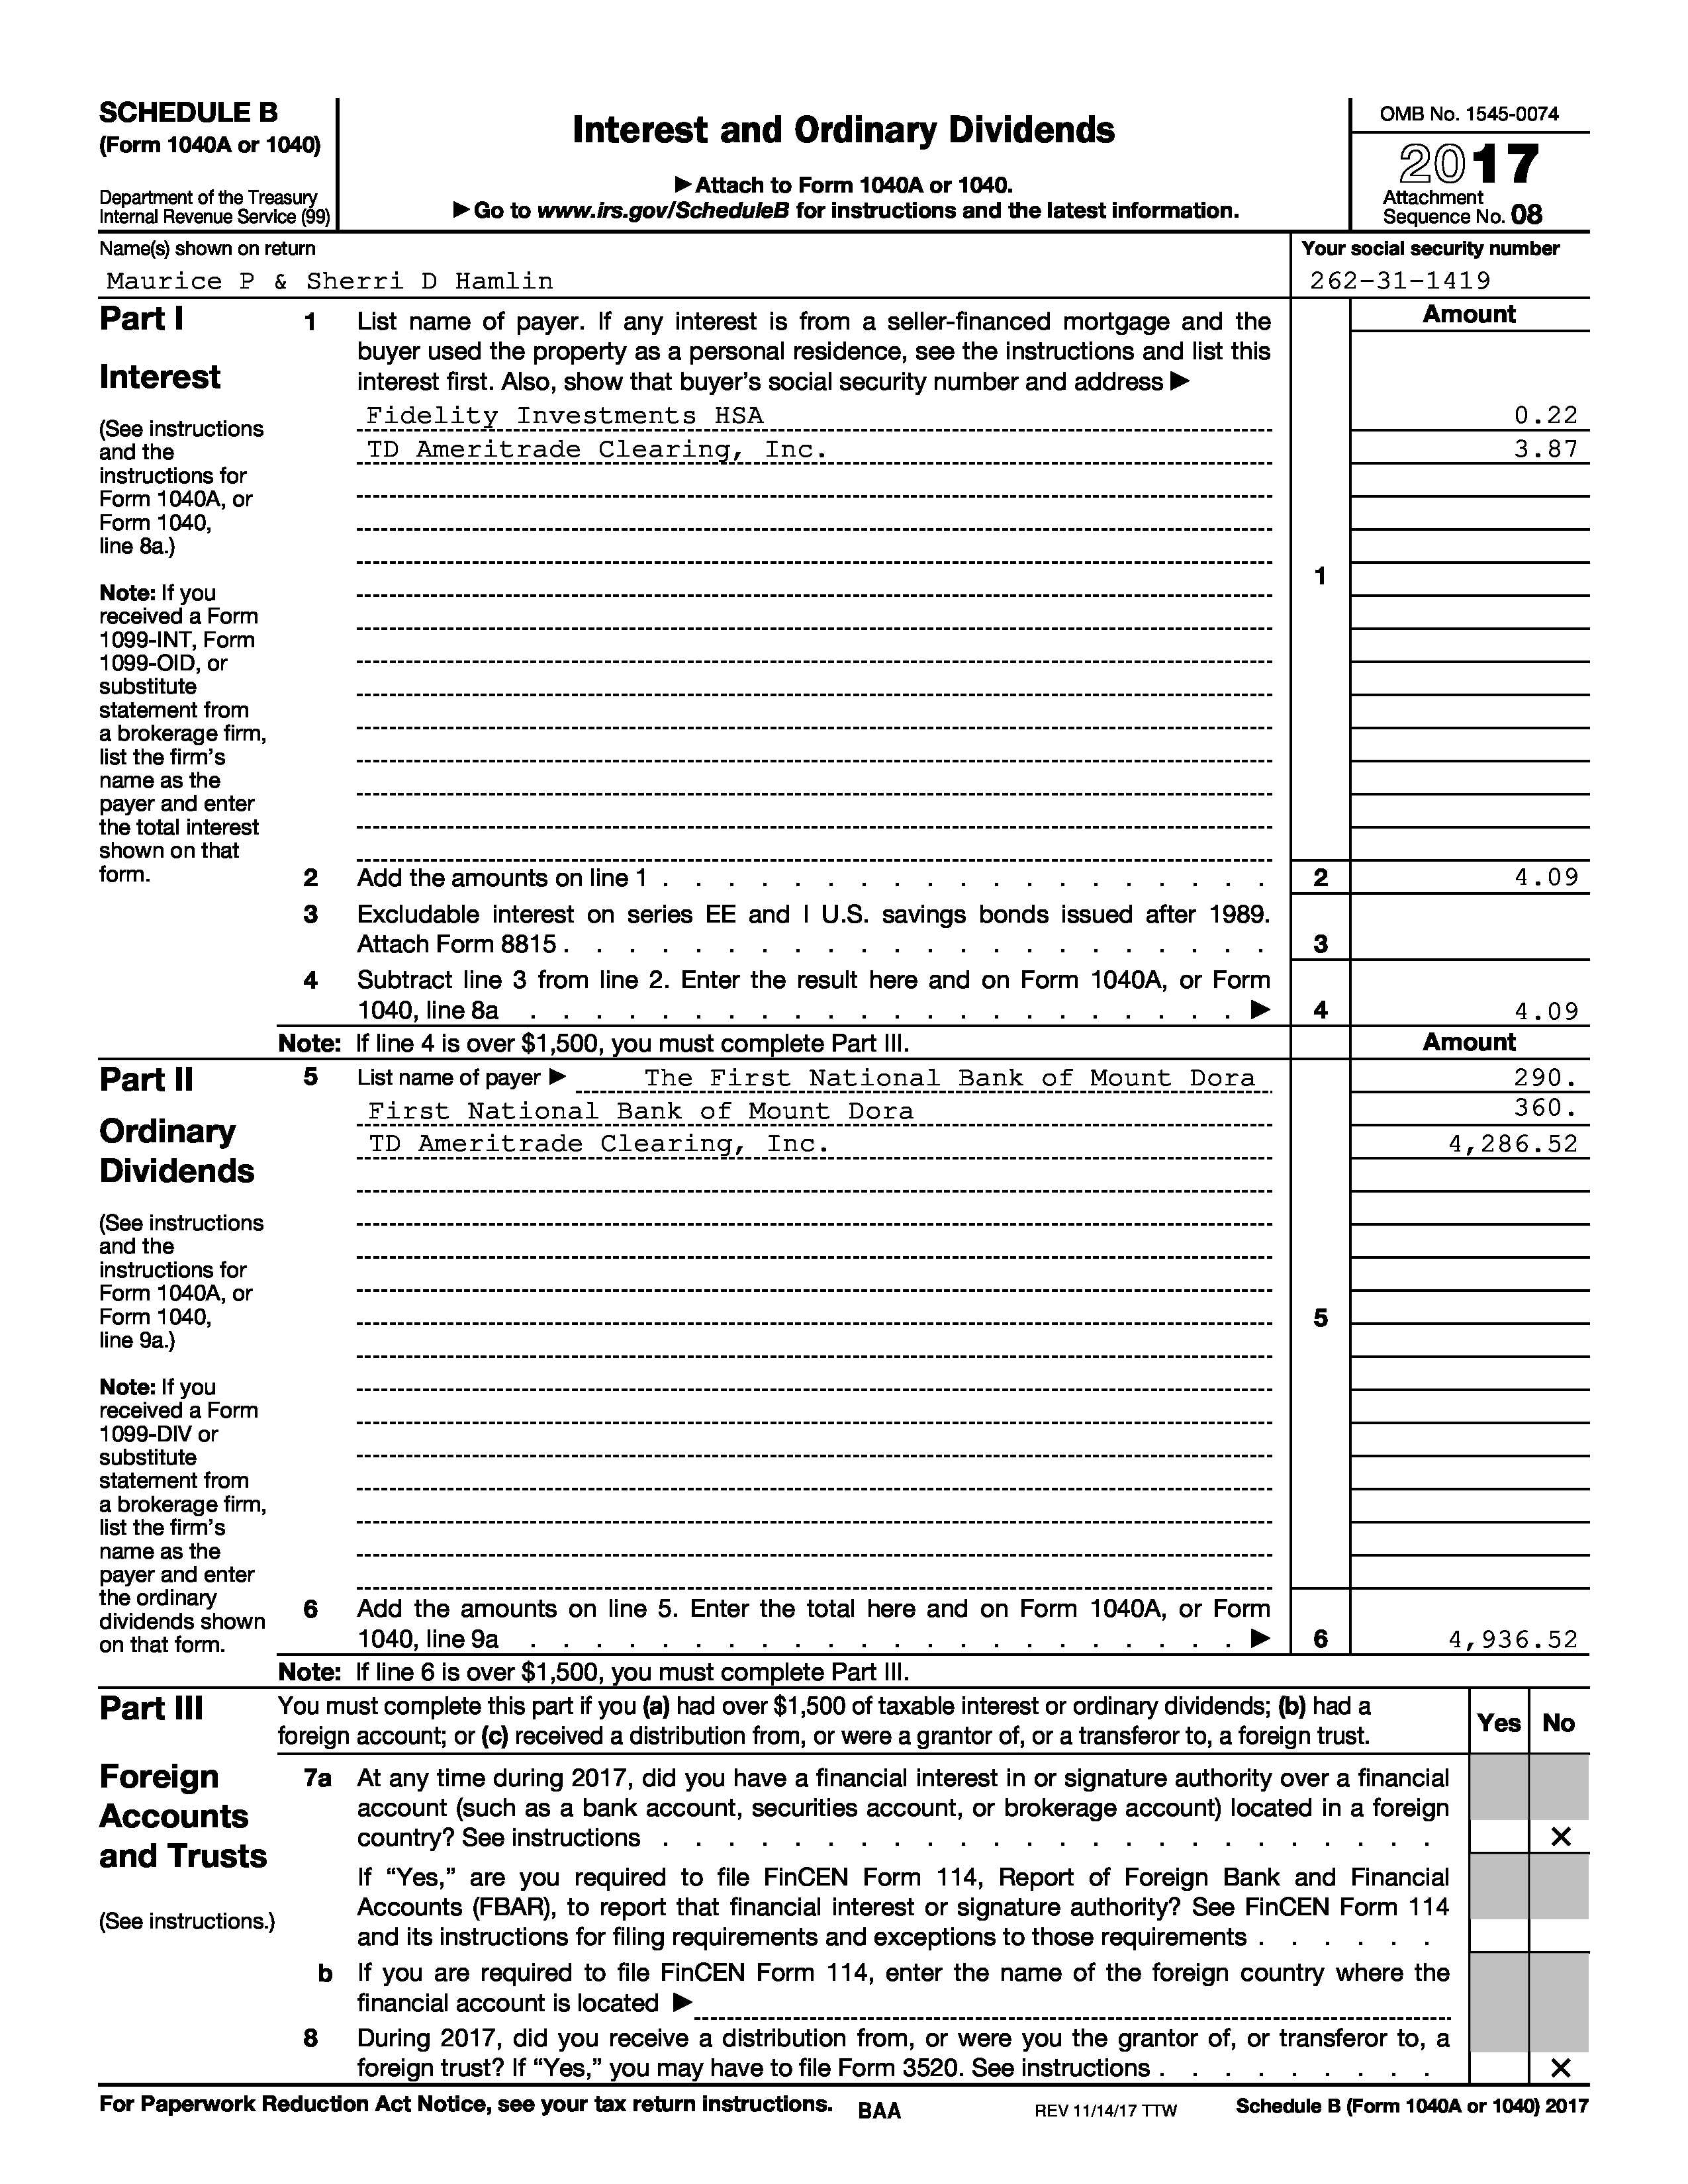 SCHEDULE B
(Form 1040A or 1040)
Department of the Treasury
Internal Revenue Service (99)
Interest and Ordinary Dividends
▶ Attach to Form 1040A or 1040.
▶ Go to www.irs.gov/ScheduleB for instructions and the latest information.
OMB No. 1545-0074
2017
Attachment
Sequence No. 08
Name(s) shown on return
Maurice P & Sherri D Hamlin
Your social security number
262-31-1419
Part I
Interest
(See instructions
and the
instructions for
Form 1040A, or
Form 1040,
line 8a.)
Note: If you
received a Form
1099-INT, Form
1099-OID, or
substitute
statement from
a brokerage firm,
list the firm's
name as the
payer and enter
the total interest
shown on that
form.
1 List name of payer. If any interest is from a seller-financed mortgage and the
buyer used the property as a personal residence, see the instructions and list this
interest first. Also, show that buyer's social security number and address ▶
Amount
Fidelity Investments HSA 0.22
TD Ameritrade Clearing, Inc. 3.87
1
2 Add the amounts on line 1 . . . . . . . . . . . . . . . . . . . 2 4.09
3 Excludable interest on series EE and I U.S. savings bonds issued after 1989.
Attach Form 8815 . . . . . . . . . . . . . . . . . . . . . . 3
4 Subtract line 3 from line 2. Enter the result here and on Form 1040A, or Form
1040, line 8a . . . . . . . . . . . . . . . . . . . . . . ▶ 4 4.09
Note: If line 4 is over $1,500, you must complete Part III. Amount
Part II
Ordinary
Dividends
(See instructions
and the
instructions for
Form 1040A, or
Form 1040,
line 9a.)
Note: If you
received a Form
1099-DIV or
substitute
statement from
a brokerage firm,
list the firm's
name as the
payer and enter
the ordinary
dividends shown
on that form.
5 List name of payer ▶ The First National Bank of Mount Dora 290.
First National Bank of Mount Dora 360.
TD Ameritrade Clearing, Inc. 4,286.52
5
6 Add the amounts on line 5. Enter the total here and on Form 1040A, or Form
1040, line 9a . . . . . . . . . . . . . . . . . . . . . . ▶ 6 4,936.52
Note: If line 6 is over $1,500, you must complete Part III.
Part III
Foreign
Accounts
and Trusts
(See instructions.)
You must complete this part if you (a) had over $1,500 of taxable interest or ordinary dividends; (b) had a
foreign account; or (c) received a distribution from, or were a grantor of, or a transferor to, a foreign trust.
Yes No
7a At any time during 2017, did you have a financial interest in or signature authority over a financial
account (such as a bank account, securities account, or brokerage account) located in a foreign
country? See instructions . . . . . . . . . . . . . . . . . . . . . . . . ×
If “Yes,” are you required to file FinCEN Form 114, Report of Foreign Bank and Financial
Accounts (FBAR), to report that financial interest or signature authority? See FinCEN Form 114
and its instructions for filing requirements and exceptions to those requirements . . . . . .
b If you are required to file FinCEN Form 114, enter the name of the foreign country where the
financial account is located ▶
8 During 2017, did you receive a distribution from, or were you the grantor of, or transferor to, a
foreign trust? If “Yes,” you may have to file Form 3520. See instructions . . . . . . . . . ×
For Paperwork Reduction Act Notice, see your tax return instructions. BAA REV 11/14/17 TTW Schedule B (Form 1040A or 1040) 2017